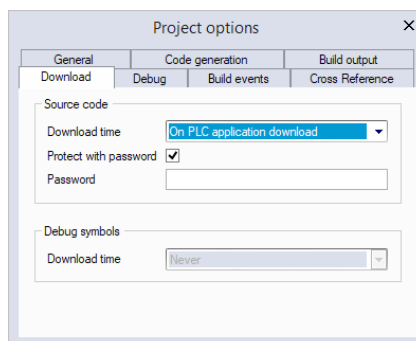 Project options
General Code generation Build output
Download Debug Build events Cross Reference
Source code
Download time On PLC application download
Protect with password
Password
Debug symbols
Download time Never